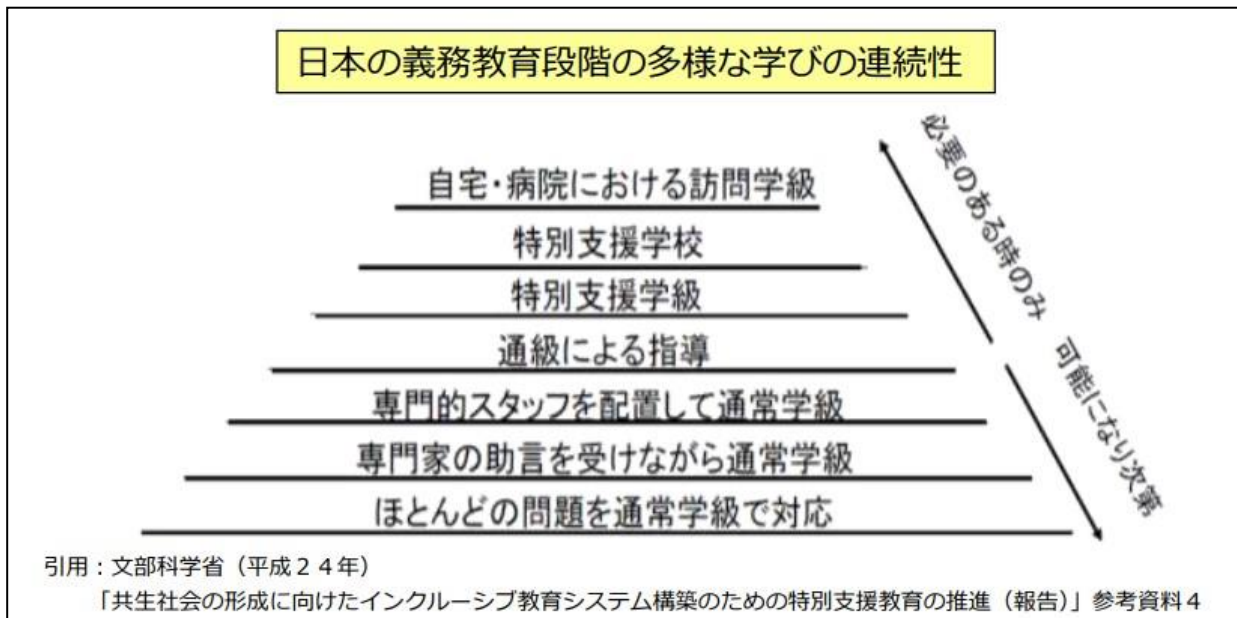 日本の義務教育段階の多様な学びの連続性
自宅・病院における訪問学級
特別支援学校
特別支援学級
通級による指導
専門的スタッフを配置して通常学級
専門家の助言を受けながら通常学級
ほとんどの問題を通常学級で対応
必要のある時のみ
可能になり次第
引用：文部科学省（平成２４年）
「共生社会の形成に向けたインクルーシブ教育システム構築のための特別支援教育の推進（報告）」参考資料４